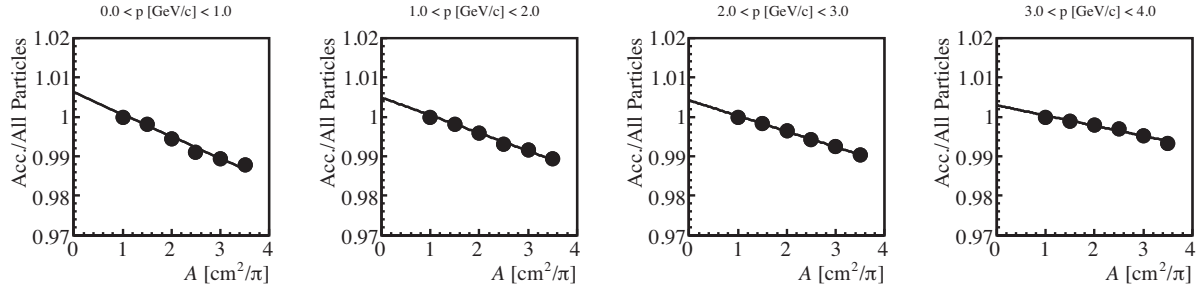 0.0 < p [GeV/c] < 1.0
Acc./All Particles
1.02
1.01
1
0.99
0.98
0.97
0 1 2 3 4
A [cm²/π]
1.0 < p [GeV/c] < 2.0
Acc./All Particles
1.02
1.01
1
0.99
0.98
0.97
0 1 2 3 4
A [cm²/π]
2.0 < p [GeV/c] < 3.0
Acc./All Particles
1.02
1.01
1
0.99
0.98
0.97
0 1 2 3 4
A [cm²/π]
3.0 < p [GeV/c] < 4.0
Acc./All Particles
1.02
1.01
1
0.99
0.98
0.97
0 1 2 3 4
A [cm²/π]